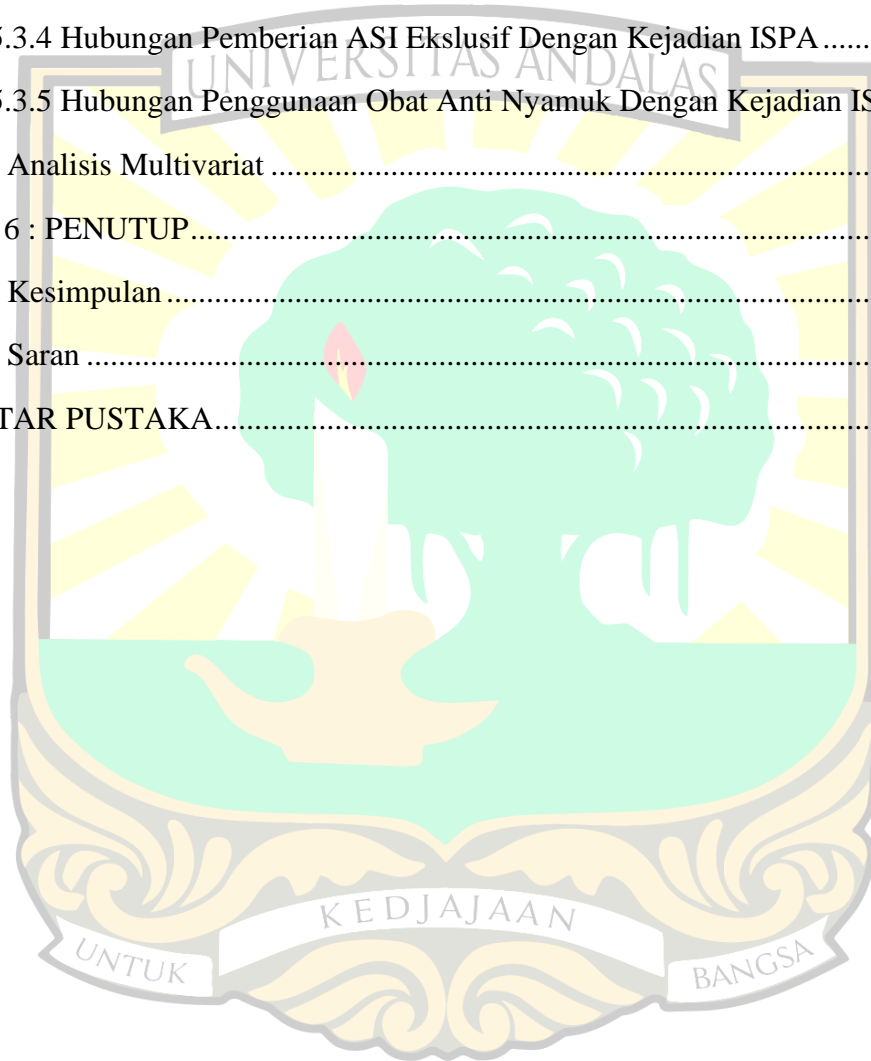 5.3.4 Hubungan Pemberian ASI Ekslusif Dengan Kejadian ISPA .......
UNIVERSITAS ANDALAS
5.3.5 Hubungan Penggunaan Obat Anti Nyamuk Dengan Kejadian IS
Analisis Multivariat ..........................................................................
6 : PENUTUP....................................................................................
Kesimpulan .......................................................................................
Saran .................................................................................................
TAR PUSTAKA.................................................................................
KEDJAJAAN
UNTUK BANGSA